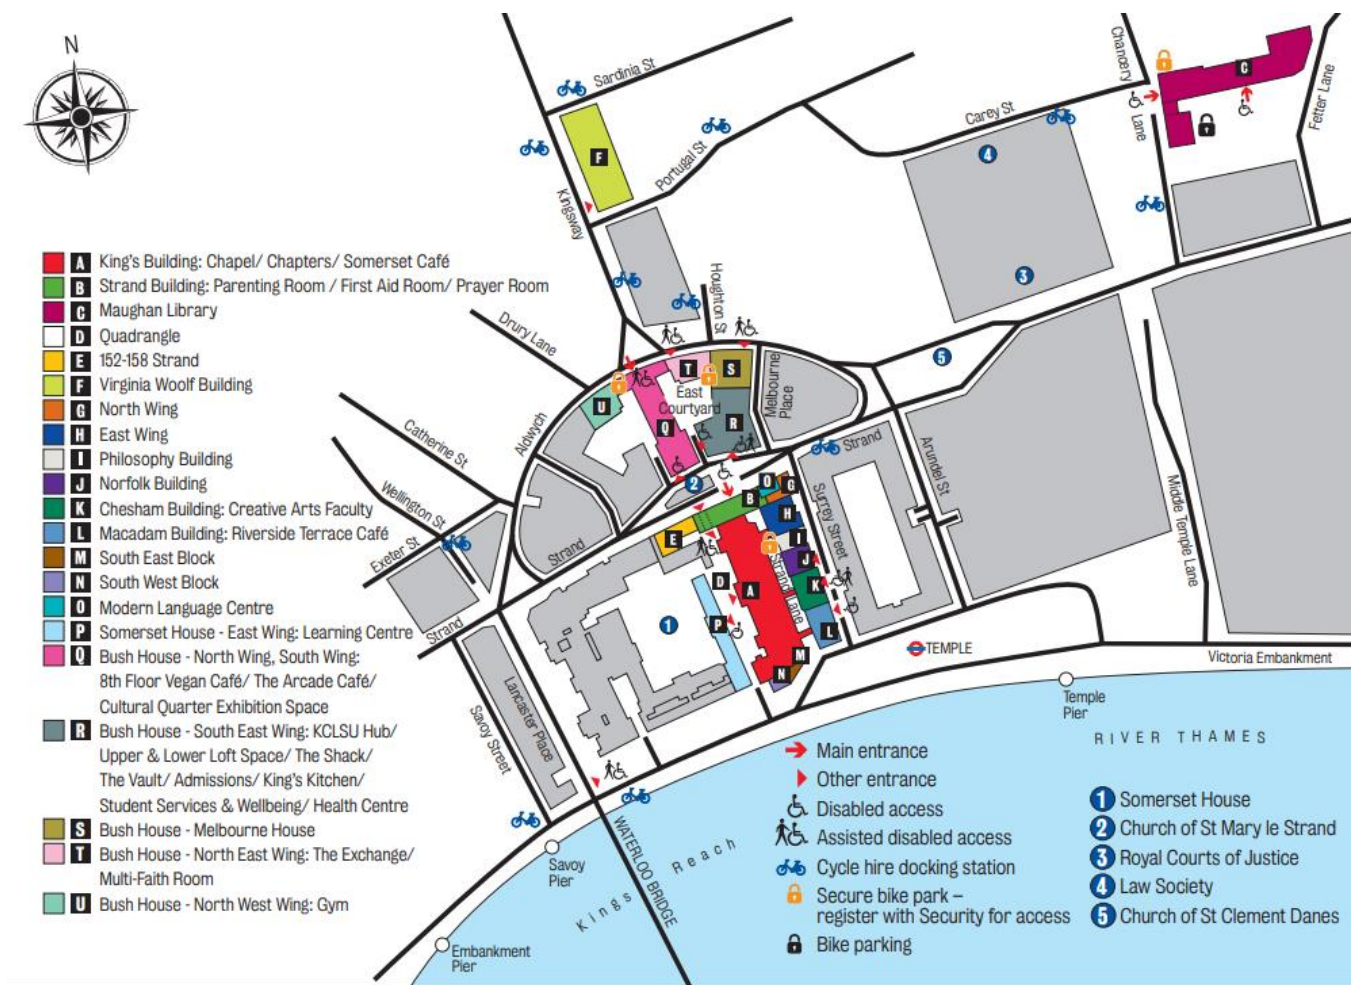 N
Sardinia St
Kingsway
Portugal St
Carey St
Chancery
Lane
Fetter Lane
C
4
3
F
A King's Building: Chapel/ Chapters/ Somerset Café
B Strand Building: Parenting Room / First Aid Room/ Prayer Room
C Maughan Library
D Quadrangle
E 152-158 Strand
F Virginia Woolf Building
G North Wing
H East Wing
I Philosophy Building
J Norfolk Building
K Chesham Building: Creative Arts Faculty
L Macadam Building: Riverside Terrace Café
M South East Block
N South West Block
O Modern Language Centre
P Somerset House - East Wing: Learning Centre
Q Bush House - North Wing, South Wing:
8th Floor Vegan Café/ The Arcade Café/
Cultural Quarter Exhibition Space
R Bush House - South East Wing: KCLSU Hub/
Upper & Lower Loft Space/ The Shack/
The Vault/ Admissions/ King's Kitchen/
Student Services & Wellbeing/ Health Centre
S Bush House - Melbourne House
T Bush House - North East Wing: The Exchange/
Multi-Faith Room
U Bush House - North West Wing: Gym
Houghton St
Drury Lane
Catherine St
Wellington St
Exeter St
Aldwych
Melbourne
Place
East
Courtyard
T
S
U
Q
R
5
2
Strand
Strand
Strand
Arundel St
Surrey Street
Middle Temple Lane
O
G
B
H
E
I
J
Strand
Lane
D
A
K
P
L
M
N
1
Savoy Street
Lancaster Place
TEMPLE
Victoria Embankment
Temple
Pier
RIVER THAMES
Savoy
Pier
WATERLOO BRIDGE
Kings Reach
Embankment
Pier
Main entrance
Other entrance
Disabled access
Assisted disabled access
Cycle hire docking station
Secure bike park –
register with Security for access
Bike parking
1 Somerset House
2 Church of St Mary le Strand
3 Royal Courts of Justice
4 Law Society
5 Church of St Clement Danes